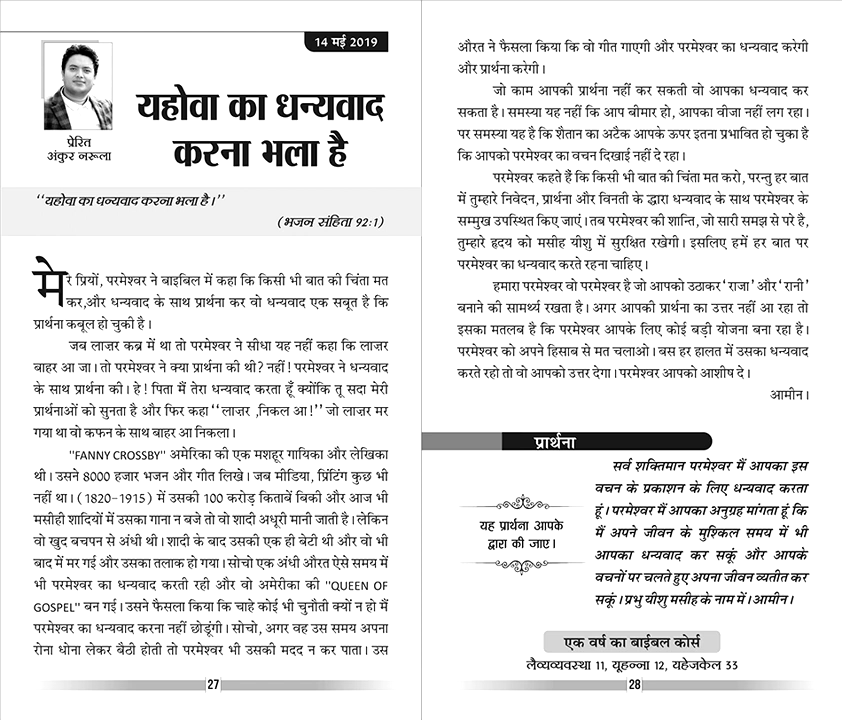 14 मई 2019
प्रेरित
अंकुर नरूला
यहोवा का धन्यवाद
करना भला है
‘‘यहोवा का धन्यवाद करना भला है।’’
(भजन संहिता 92:1)
मेरे प्रियों, परमेश्वर ने बाइबिल में कहा कि किसी भी बात की चिंता मत
कर,और धन्यवाद के साथ प्रार्थना कर वो धन्यवाद एक सबूत है कि
प्रार्थना कबूल हो चुकी है।
जब लाज़र कब्र में था तो परमेश्वर ने सीधा यह नहीं कहा कि लाज़र
बाहर आ जा। तो परमेश्वर ने क्या प्रार्थना की थी? नहीं! परमेश्वर ने धन्यवाद
के साथ प्रार्थना की। हे! पिता मैं तेरा धन्यवाद करता हूँ क्योंकि तू सदा मेरी
प्रार्थनाओं को सुनता है और फिर कहा ‘‘लाज़र ,निकल आ!’’ जो लाज़र मर
गया था वो कफन के साथ बाहर आ निकला।
"FANNY CROSSBY" अमेरिका की एक मशहूर गायिका और लेखिका
थी। उसने 8000 हजार भजन और गीत लिखे। जब मीडिया, प्रिंटिंग कुछ भी
नहीं था। (1820-1915) में उसकी 100 करोड़ किताबें बिकी और आज भी
मसीही शादियों में उसका गाना न बजे तो वो शादी अधूरी मानी जाती है। लेकिन
वो खुद बचपन से अंधी थी। शादी के बाद उसकी एक ही बेटी थी और वो भी
बाद में मर गई और उसका तलाक हो गया। सोचो एक अंधी औरत ऐसे समय में
भी परमेश्वर का धन्यवाद करती रही और वो अमेरीका की "QUEEN OF
GOSPEL" बन गई। उसने फैसला किया कि चाहे कोई भी चुनौती क्यों न हो मैं
परमेश्वर का धन्यवाद करना नहीं छोडूंगी। सोचो, अगर वह उस समय अपना
रोना धोना लेकर बैठी होती तो परमेश्वर भी उसकी मदद न कर पाता। उस
27
औरत ने फैसला किया कि वो गीत गाएगी और परमेश्वर का धन्यवाद करेगी
और प्रार्थना करेगी।
जो काम आपकी प्रार्थना नहीं कर सकती वो आपका धन्यवाद कर
सकता है। समस्या यह नहीं कि आप बीमार हो, आपका वीजा नहीं लग रहा।
पर समस्या यह है कि शैतान का अटैक आपके ऊपर इतना प्रभावित हो चुका है
कि आपको परमेश्वर का वचन दिखाई नहीं दे रहा।
परमेश्वर कहते हैं कि किसी भी बात की चिंता मत करो, परन्तु हर बात
में तुम्हारे निवेदन, प्रार्थना और विनती के द्धारा धन्यवाद के साथ परमेश्वर के
सम्मुख उपस्थित किए जाएं। तब परमेश्वर की शान्ति, जो सारी समझ से परे है,
तुम्हारे हृदय को मसीह यीशु में सुरक्षित रखेगी। इसलिए हमें हर बात पर
परमेश्वर का धन्यवाद करते रहना चाहिए।
हमारा परमेश्वर वो परमेश्वर है जो आपको उठाकर ‘राजा’ और ‘रानी’
बनाने की सामर्थ्य रखता है। अगर आपकी प्रार्थना का उत्तर नहीं आ रहा तो
इसका मतलब है कि परमेश्वर आपके लिए कोई बड़ी योजना बना रहा है।
परमेश्वर को अपने हिसाब से मत चलाओ। बस हर हालत में उसका धन्यवाद
करते रहो तो वो आपको उत्तर देगा। परमेश्वर आपको आशीष दे।
आमीन।
प्रार्थना
यह प्रार्थना आपके
द्वारा की जाए।
सर्व शक्तिमान परमेश्वर मैं आपका इस
वचन के प्रकाशन के लिए धन्यवाद करता
हूं। परमेश्वर मैं आपका अनुग्रह मांगता हूं कि
मैं अपने जीवन के मुश्किल समय में भी
आपका धन्यवाद कर सकूं और आपके
वचनों पर चलते हुए अपना जीवन व्यतीत कर
सकूं। प्रभु यीशु मसीह के नाम में।आमीन।
एक वर्ष का बाईबल कोर्स
लैव्यव्यवस्था 11, यूहन्ना 12, यहेजकेल 33
28